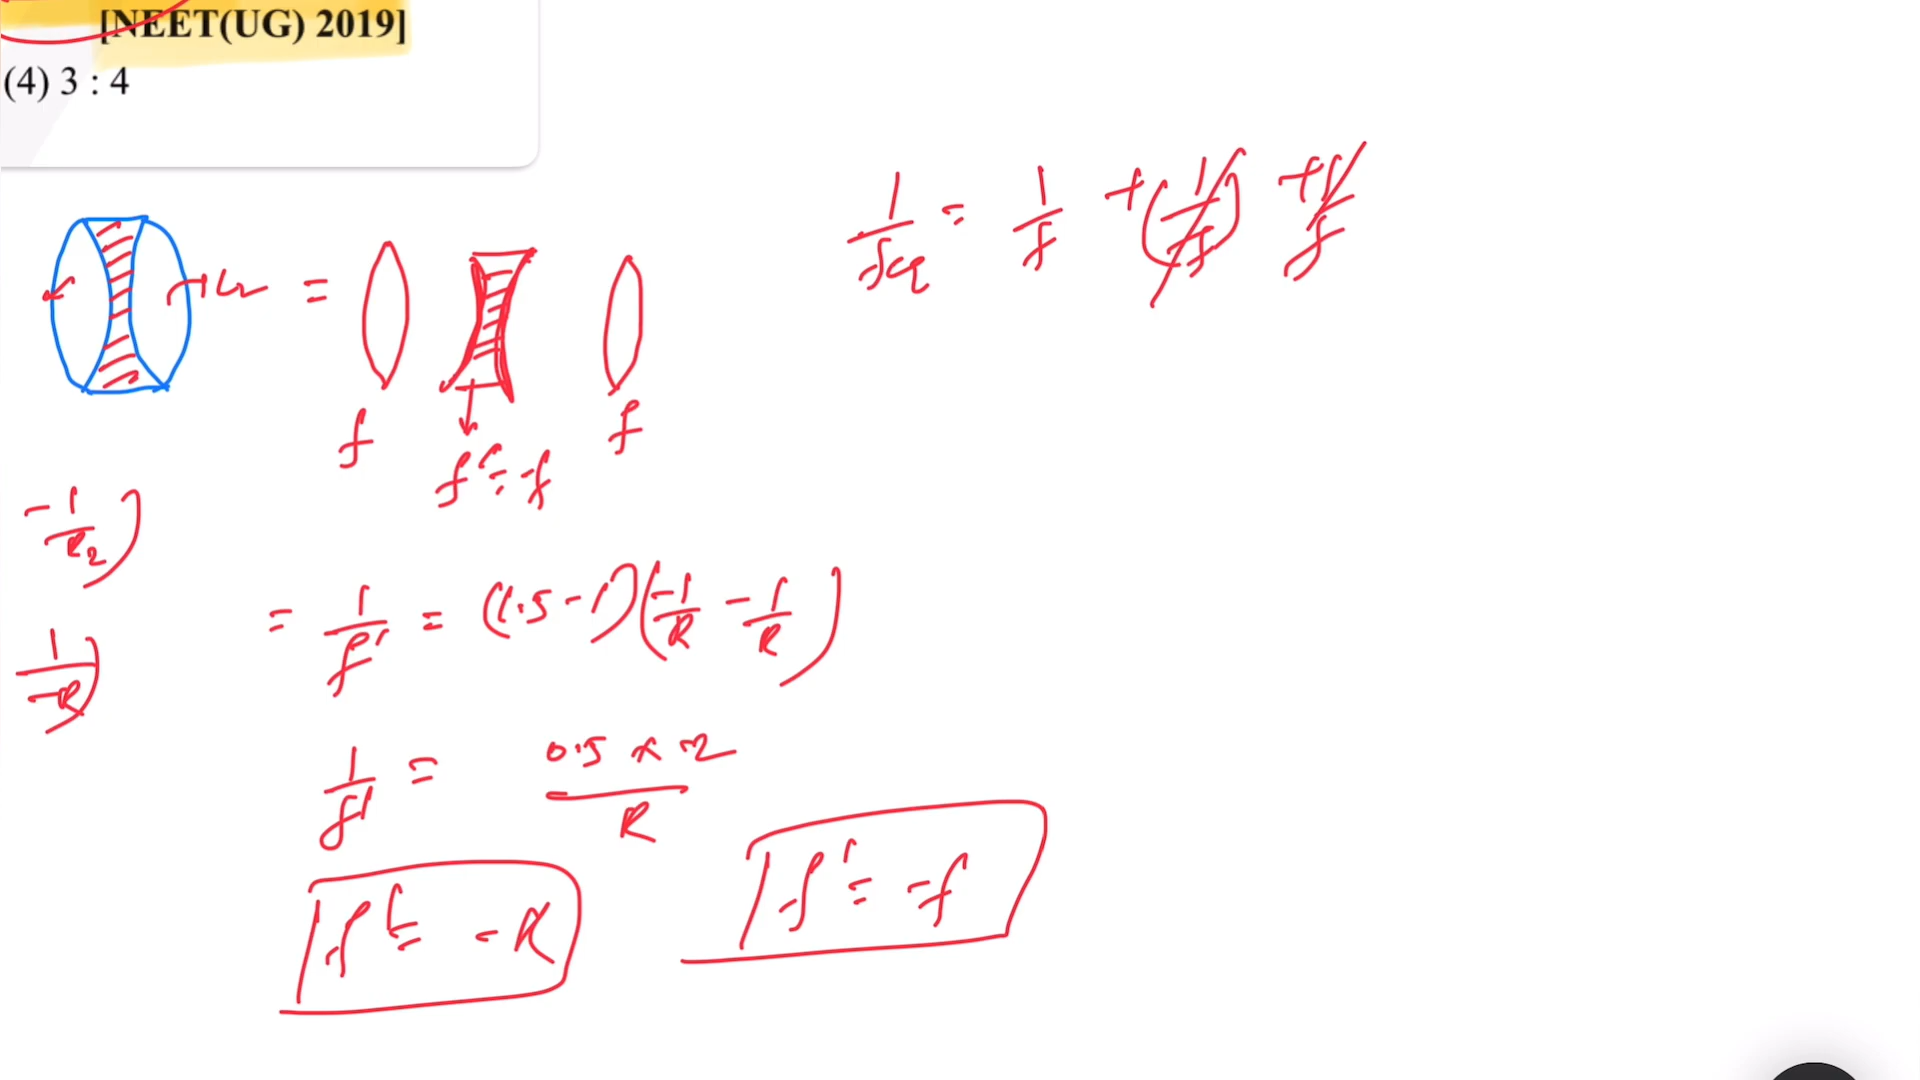 [NEET(UG) 2019]
(4) 3 : 4
1/feq = 1/f + (1/-f) + 1/f
=
f f
f' = -f
-1/R2)
= 1/f' = (1.5-1)(-1/R - 1/R)
1/-R)
1/f' = 0.5 x 2 / R
f' = -f
f' = -R